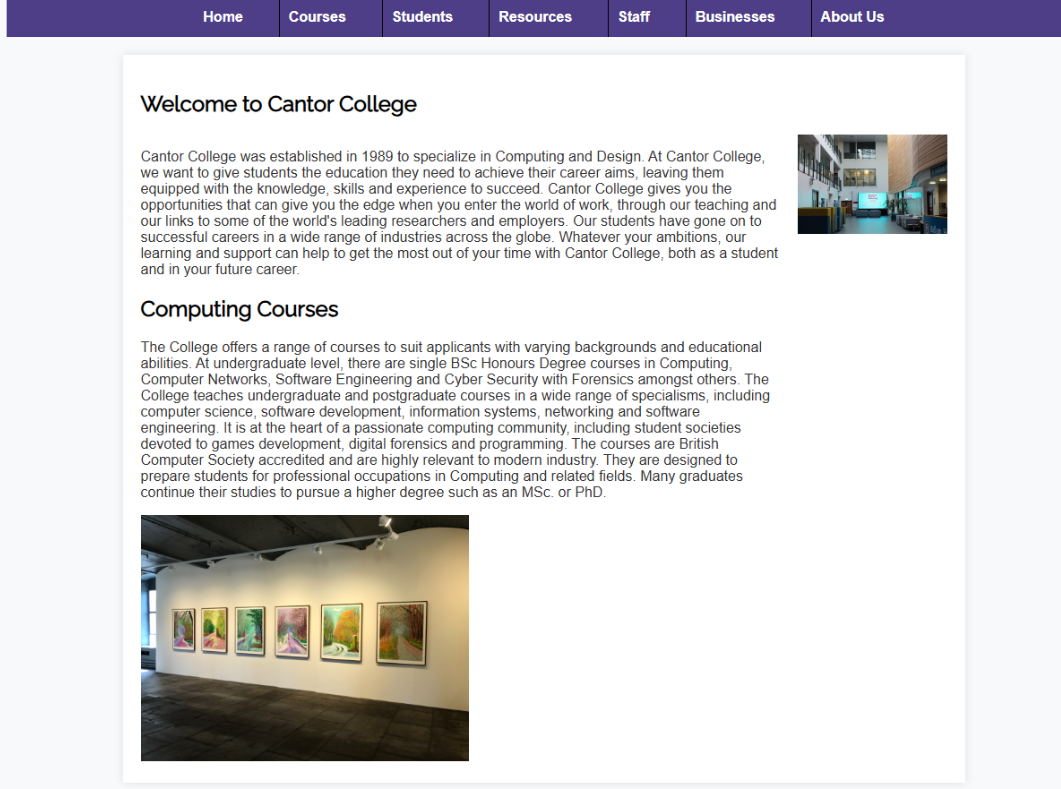 Home Courses Students Resources Staff Businesses About Us
Welcome to Cantor College
Cantor College was established in 1989 to specialize in Computing and Design. At Cantor College,
we want to give students the education they need to achieve their career aims, leaving them
equipped with the knowledge, skills and experience to succeed. Cantor College gives you the
opportunities that can give you the edge when you enter the world of work, through our teaching and
our links to some of the world's leading researchers and employers. Our students have gone on to
successful careers in a wide range of industries across the globe. Whatever your ambitions, our
learning and support can help to get the most out of your time with Cantor College, both as a student
and in your future career.
Computing Courses
The College offers a range of courses to suit applicants with varying backgrounds and educational
abilities. At undergraduate level, there are single BSc Honours Degree courses in Computing,
Computer Networks, Software Engineering and Cyber Security with Forensics amongst others. The
College teaches undergraduate and postgraduate courses in a wide range of specialisms, including
computer science, software development, information systems, networking and software
engineering. It is at the heart of a passionate computing community, including student societies
devoted to games development, digital forensics and programming. The courses are British
Computer Society accredited and are highly relevant to modern industry. They are designed to
prepare students for professional occupations in Computing and related fields. Many graduates
continue their studies to pursue a higher degree such as an MSc. or PhD.